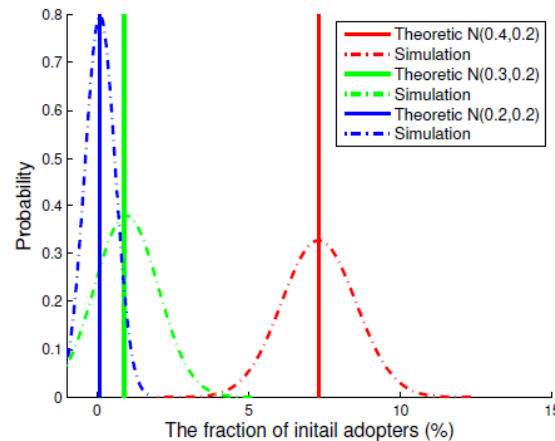 0.8
0.7
0.6
0.5
0.4
0.3
0.2
0.1
0
Probability
0
5
10
15
The fraction of initail adopters (%)
Theoretic N(0.4,0.2)
Simulation
Theoretic N(0.3,0.2)
Simulation
Theoretic N(0.2,0.2)
Simulation